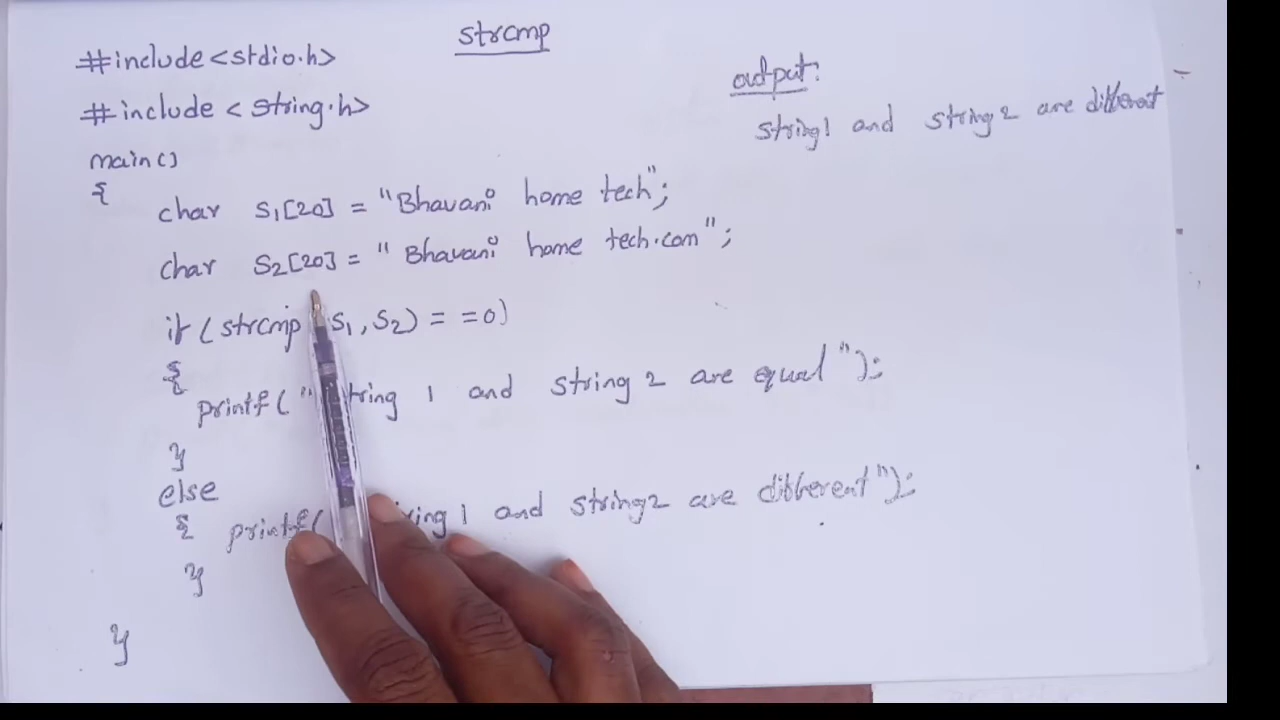 strcmp
#include<stdio.h>
#include < string.h>
main()
{
char s1[20] = "Bhavani home tech";
char s2[20] = "Bhavani home tech.com";
if (strcmp s1, s2) = =0)
{
printf(" tring 1 and string 2 are equal");
}
else
{ printf( ring 1 and string2 are different");
}
}
output:
string1 and string2 are different